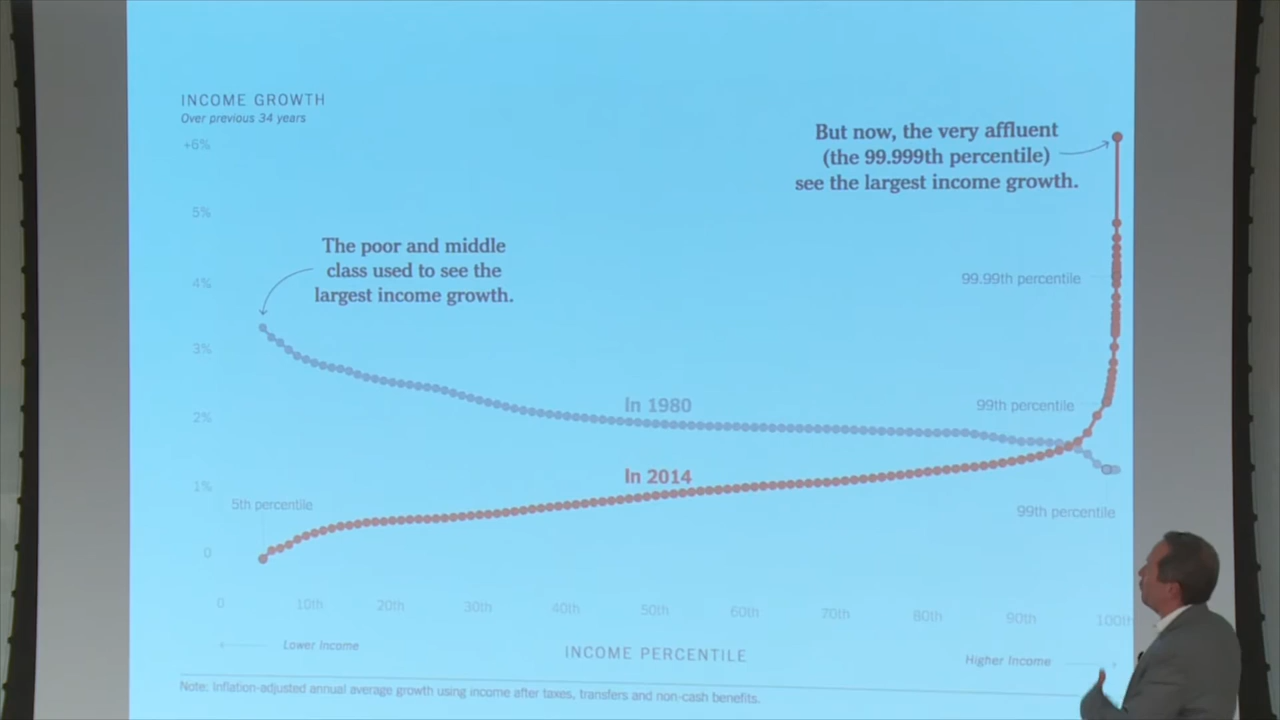 INCOME GROWTH
Over previous 34 years
+6%
5%
4%
3%
2%
1%
0
But now, the very affluent
(the 99.999th percentile)
see the largest income growth.
The poor and middle
class used to see the
largest income growth.
99.99th percentile
In 1980
99th percentile
In 2014
5th percentile
99th percentile
0
10th
20th
30th
40th
50th
60th
70th
80th
90th
100th
Lower Income
INCOME PERCENTILE
Higher Income
Note: Inflation-adjusted annual average growth using income after taxes, transfers and non-cash benefits.